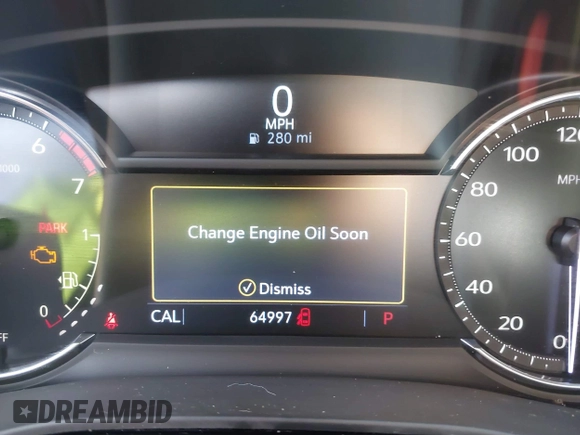 0
MPH
280 mi
6
7
1
0
PARK
Change Engine Oil Soon
Dismiss
CAL 64997 P
120
100
80
60
40
20
0
MPH
DREAMBID